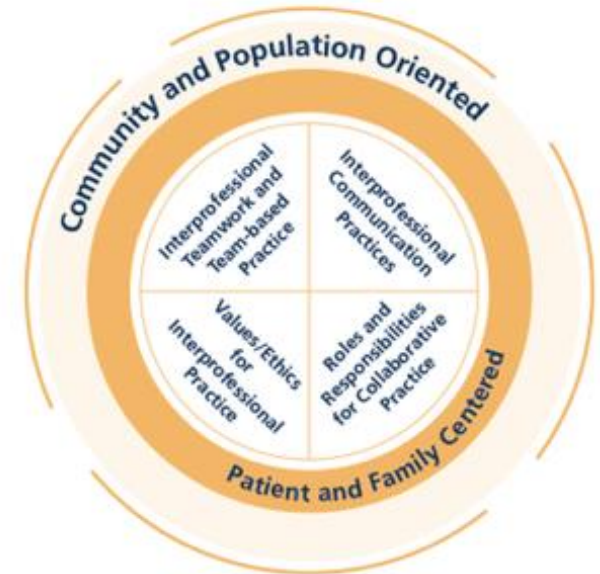 Community and Population Oriented
Interprofessional
Teamwork and
Team-based
Practice
Interprofessional
Communication
Practices
Values/Ethics
for
Interprofessional
Practice
Roles and
Responsibilities
for Collaborative
Practice
Patient and Family Centered